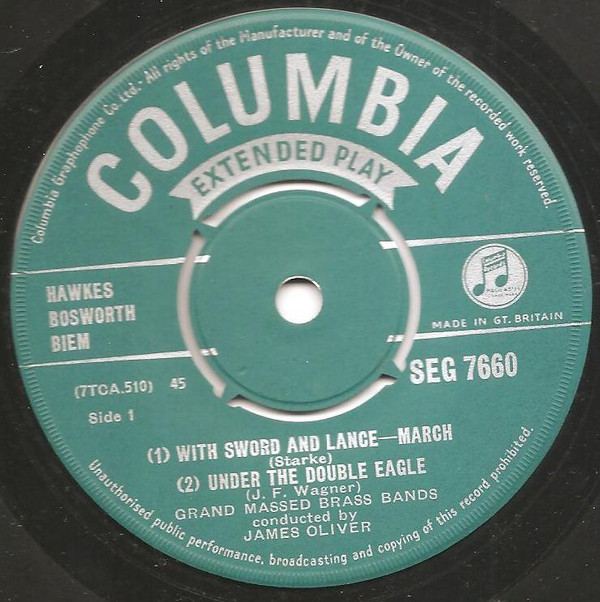 Columbia Graphophone Co. Ltd.- All rights of the Manufacturer and of the Owner of the recorded work reserved.
COLUMBIA
EXTENDED PLAY
HAWKES
BOSWORTH
BIEM
MADE IN GT. BRITAIN
SEG 7660
(7TCA.510) 45
Side 1
(1) WITH SWORD AND LANCE—MARCH
(Starke)
(2) UNDER THE DOUBLE EAGLE
(J. F. Wagner)
GRAND MASSED BRASS BANDS
conducted by
JAMES OLIVER
Unauthorised public performance, broadcasting and copying of this record prohibited.